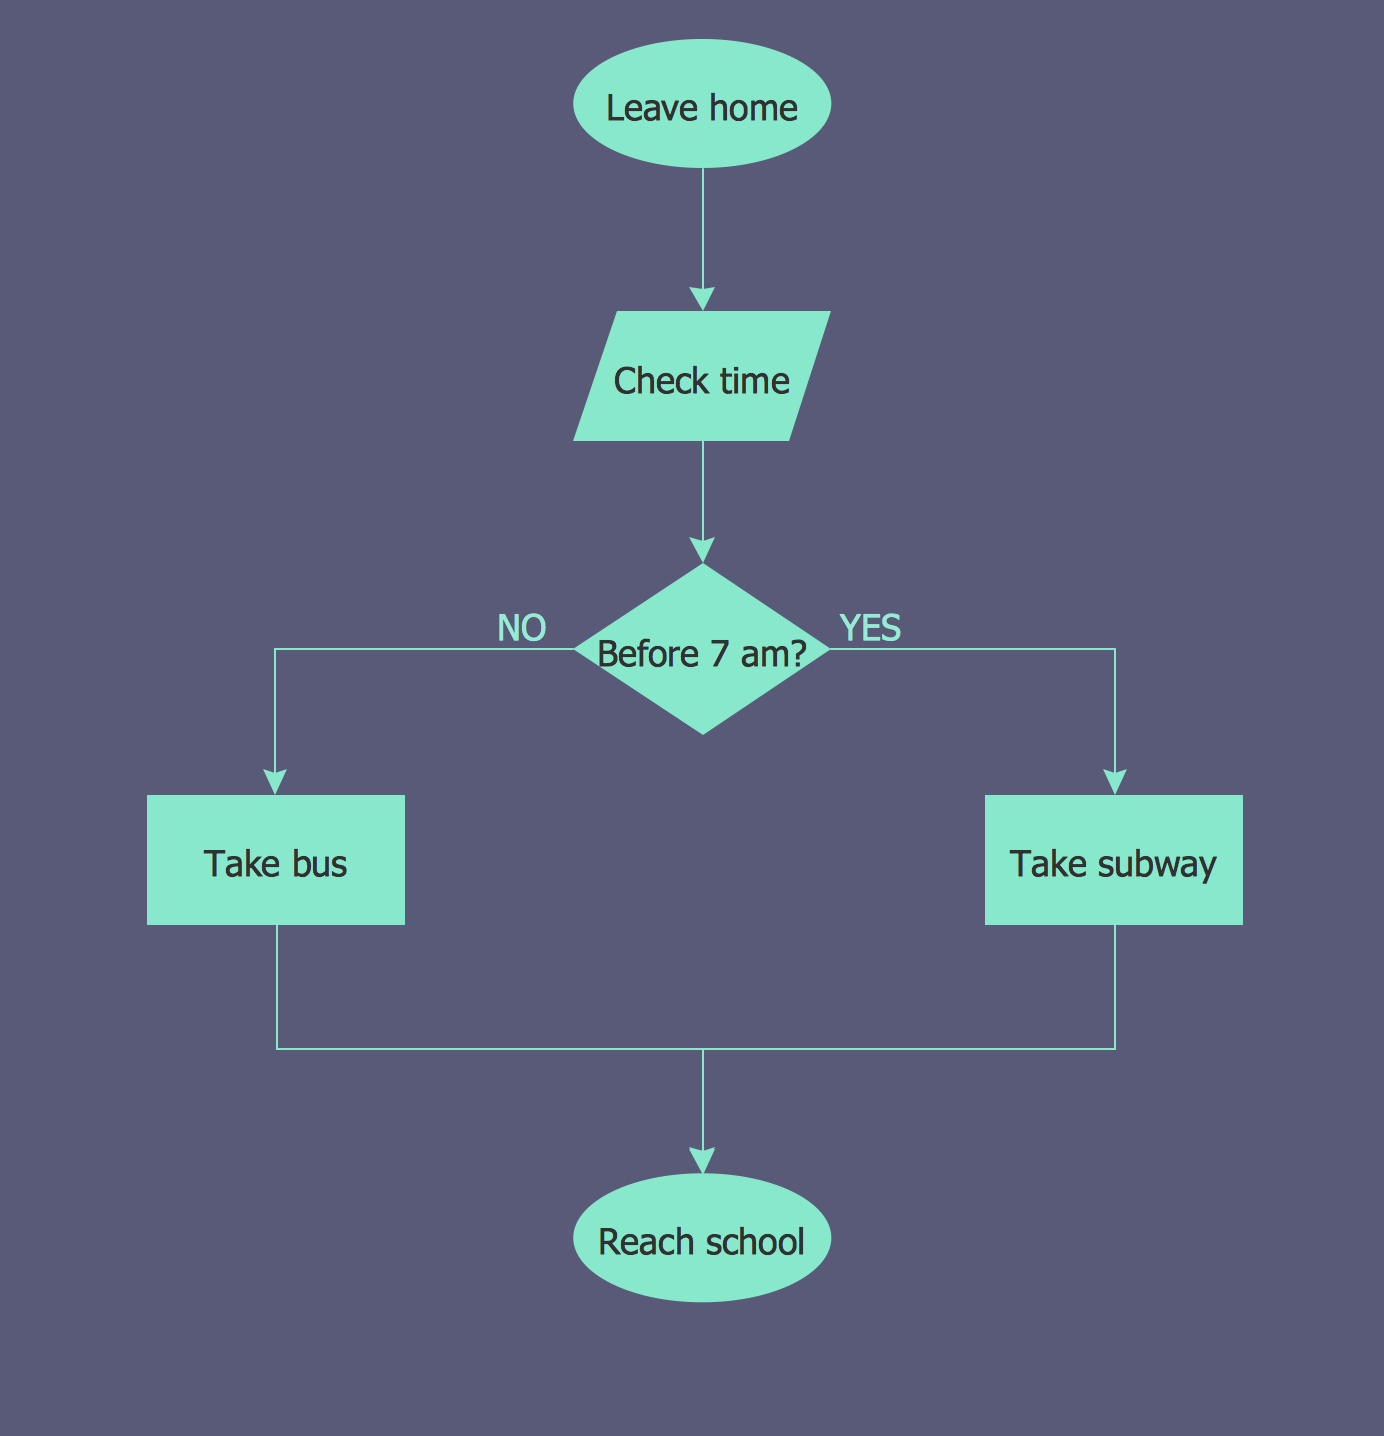 Leave home
Check time
NO
YES
Before 7 am?
Take bus
Take subway
Reach school